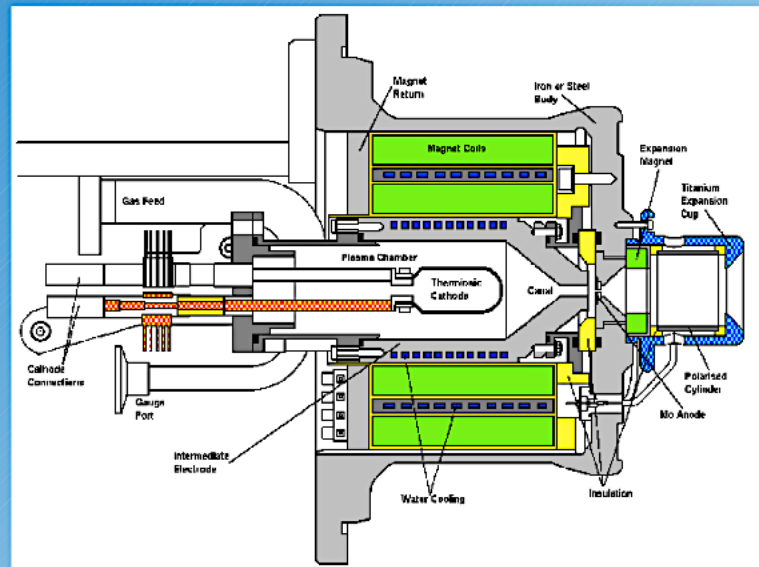 Magnet
Return
Iron or Steel
Body
Magnet Coils
Expansion
Magnet
Titanium
Expansion
Cup
Gas Feed
Plasma Chamber
Thermionic
Cathode
Canal
Cathode
Connections
Gauge
Port
Polarised
Cylinder
Mo Anode
Intermediate
Electrode
Water Cooling
Insulation